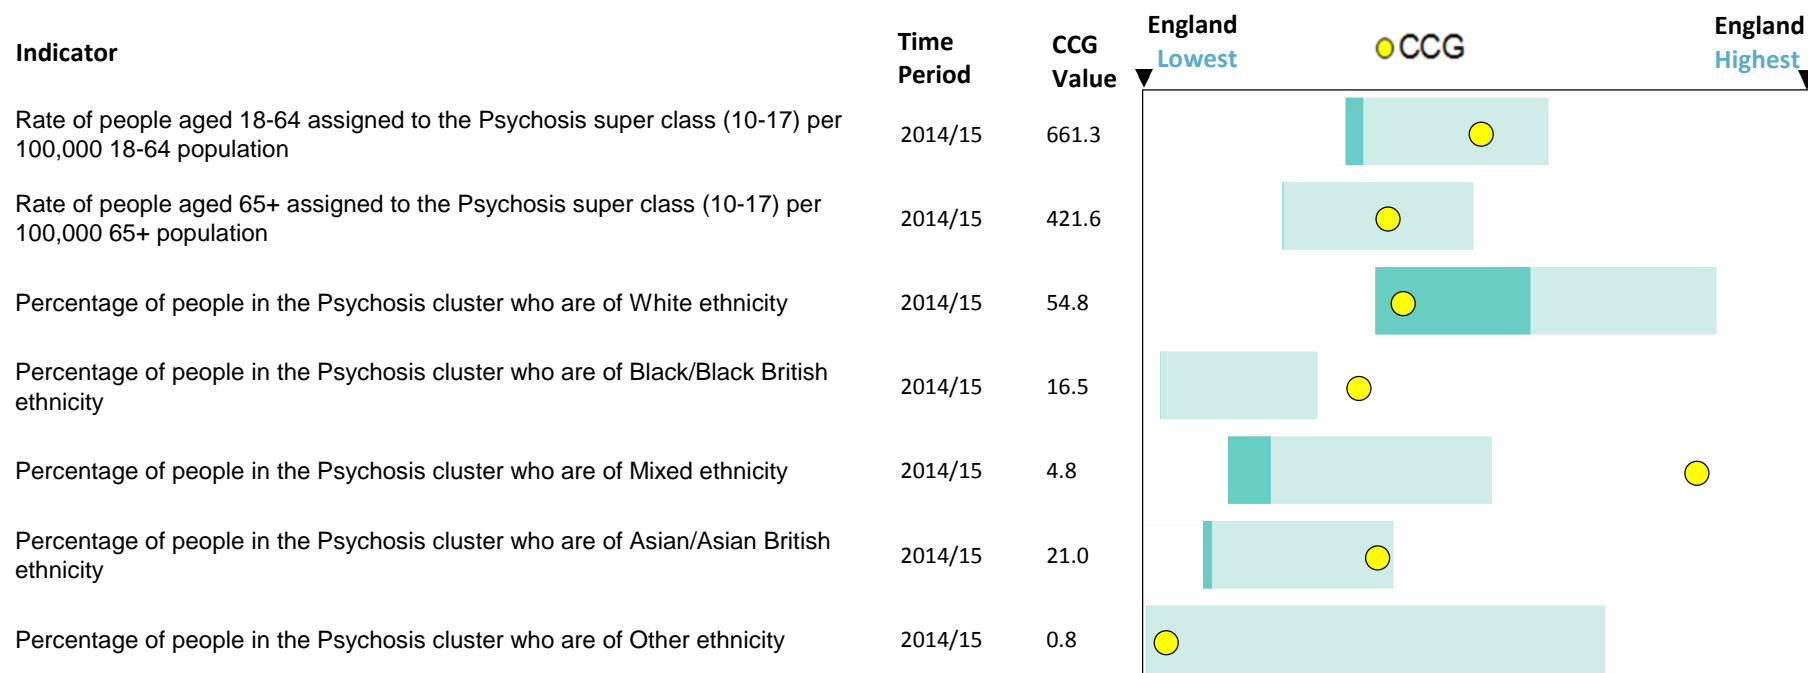 Indicator
Time
Period
CCG
Value
England
Lowest
CCG
England
Highest
Rate of people aged 18-64 assigned to the Psychosis super class (10-17) per
100,000 18-64 population
2014/15
661.3
Rate of people aged 65+ assigned to the Psychosis super class (10-17) per
100,000 65+ population
2014/15
421.6
Percentage of people in the Psychosis cluster who are of White ethnicity
2014/15
54.8
Percentage of people in the Psychosis cluster who are of Black/Black British
ethnicity
2014/15
16.5
Percentage of people in the Psychosis cluster who are of Mixed ethnicity
2014/15
4.8
Percentage of people in the Psychosis cluster who are of Asian/Asian British
ethnicity
2014/15
21.0
Percentage of people in the Psychosis cluster who are of Other ethnicity
2014/15
0.8